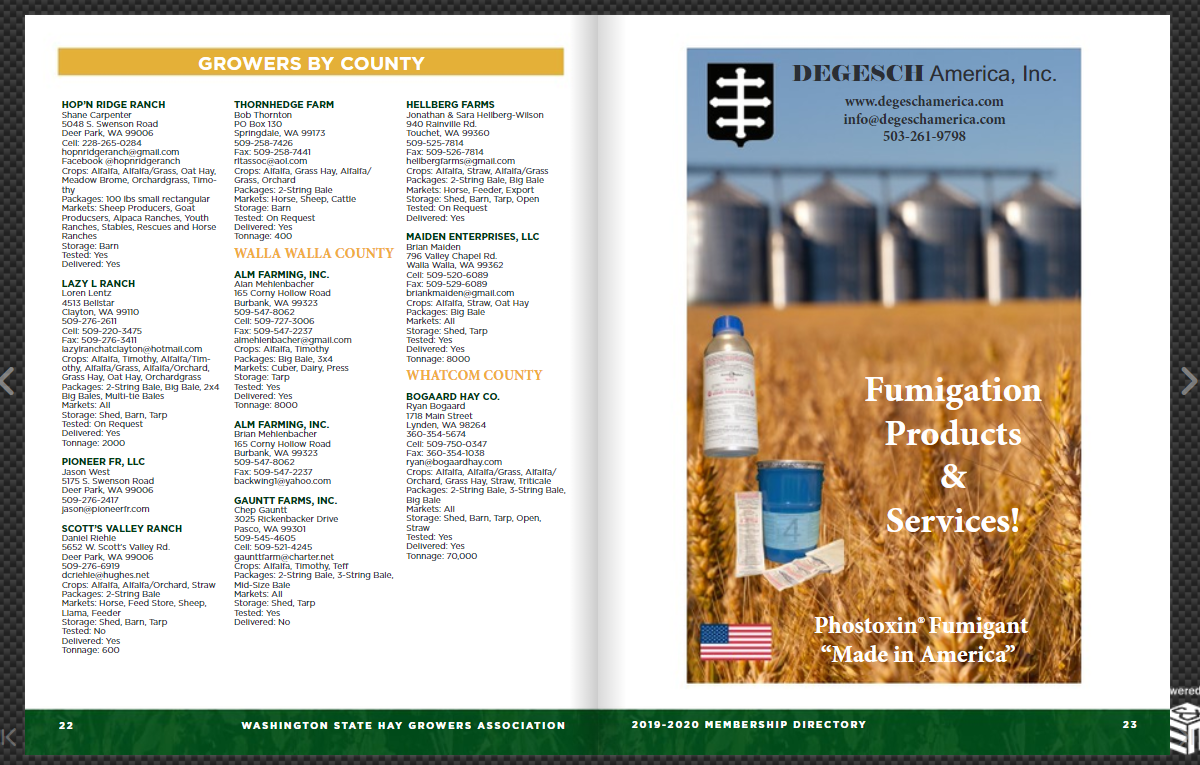 GROWERS BY COUNTY
HOP'N RIDGE RANCH
Shane Carpenter
5048 S. Swenson Road
Deer Park, WA 99006
Cell: 228-265-0284
hopnridgeranch@gmail.com
Facebook @hopnridgeranch
Crops: Alfalfa, Alfalfa/Grass, Oat Hay,
Meadow Brome, Orchardgrass, Timo-
thy
Packages: 100 lbs small rectangular
Markets: Sheep Producers, Goat
Producsers, Alpaca Ranches, Youth
Ranches, Stables, Rescues and Horse
Ranches
Storage: Barn
Tested: Yes
Delivered: Yes
LAZY L RANCH
Loren Lentz
4513 Bellstar
Clayton, WA 99110
509-276-2611
Cell: 509-220-3475
Fax: 509-276-3411
lazylranchatclayton@hotmail.com
Crops: Alfalfa, Timothy, Alfalfa/Tim-
othy, Alfalfa/Grass, Alfalfa/Orchard,
Grass Hay, Oat Hay, Orchardgrass
Packages: 2-String Bale, Big Bale, 2x4
Big Bales, Multi-tie Bales
Markets: All
Storage: Shed, Barn, Tarp
Tested: On Request
Delivered: Yes
Tonnage: 2000
PIONEER FR, LLC
Jason West
5175 S. Swenson Road
Deer Park, WA 99006
509-276-2417
jason@pioneerfr.com
SCOTT'S VALLEY RANCH
Daniel Riehle
5652 W. Scott's Valley Rd.
Deer Park, WA 99006
509-276-6919
dcriehle@hughes.net
Crops: Alfalfa, Alfalfa/Orchard, Straw
Packages: 2-String Bale
Markets: Horse, Feed Store, Sheep,
Llama, Feeder
Storage: Shed, Barn, Tarp
Tested: No
Delivered: Yes
Tonnage: 600
THORNHEDGE FARM
Bob Thornton
PO Box 130
Springdale, WA 99173
509-258-7426
Fax: 509-258-7441
ritassoc@aol.com
Crops: Alfalfa, Grass Hay, Alfalfa/
Grass, Orchard
Packages: 2-String Bale
Markets: Horse, Sheep, Cattle
Storage: Barn
Tested: On Request
Delivered: Yes
Tonnage: 400
WALLA WALLA COUNTY
ALM FARMING, INC.
Alan Mehlenbacher
165 Corny Hollow Road
Burbank, WA 99323
509-547-8062
Cell: 509-727-3006
Fax: 509-547-2237
almehlenbacher@gmail.com
Crops: Alfalfa, Timothy
Packages: Big Bale, 3x4
Markets: Cuber, Dairy, Press
Storage: Tarp
Tested: Yes
Delivered: Yes
Tonnage: 8000
ALM FARMING, INC.
Brian Mehlenbacher
165 Corny Hollow Road
Burbank, WA 99323
509-547-8062
Fax: 509-547-2237
backwing1@yahoo.com
GAUNTT FARMS, INC.
Chep Gauntt
3025 Rickenbacker Drive
Pasco, WA 99301
509-545-4605
Cell: 509-521-4245
gaunttfarm@charter.net
Crops: Alfalfa, Timothy, Teff
Packages: 2-String Bale, 3-String Bale,
Mid-Size Bale
Markets: All
Storage: Shed, Tarp
Tested: Yes
Delivered: No
HELLBERG FARMS
Jonathan & Sara Hellberg-Wilson
940 Rainville Rd.
Touchet, WA 99360
509-525-7814
Fax: 509-526-7814
hellbergfarms@gmail.com
Crops: Alfalfa, Straw, Alfalfa/Grass
Packages: 2-String Bale, Big Bale
Markets: Horse, Feeder, Export
Storage: Shed, Barn, Tarp, Open
Tested: On Request
Delivered: Yes
MAIDEN ENTERPRISES, LLC
Brian Maiden
796 Valley Chapel Rd.
Walla Walla, WA 99362
Cell: 509-520-6089
Fax: 509-529-6089
briankmaiden@gmail.com
Crops: Alfalfa, Straw, Oat Hay
Packages: Big Bale
Markets: All
Storage: Shed, Tarp
Tested: Yes
Delivered: Yes
Tonnage: 8000
WHATCOM COUNTY
BOGAARD HAY CO.
Ryan Bogaard
1718 Main Street
Lynden, WA 98264
360-354-5674
Cell: 509-750-0347
Fax: 360-354-1038
ryan@bogaardhay.com
Crops: Alfalfa, Alfalfa/Grass, Alfalfa/
Orchard, Grass Hay, Straw, Triticale
Packages: 2-String Bale, 3-String Bale,
Big Bale
Markets: All
Storage: Shed, Barn, Tarp, Open,
Straw
Tested: Yes
Delivered: Yes
Tonnage: 70,000
22
WASHINGTON STATE HAY GROWERS ASSOCIATION
DEGESCH America, Inc.
www.degeschamerica.com
info@degeschamerica.com
503-261-9798
Fumigation
Products
&
Services!
4
Phostoxin® Fumigant
“Made in America”
2019-2020 MEMBERSHIP DIRECTORY
23
wered